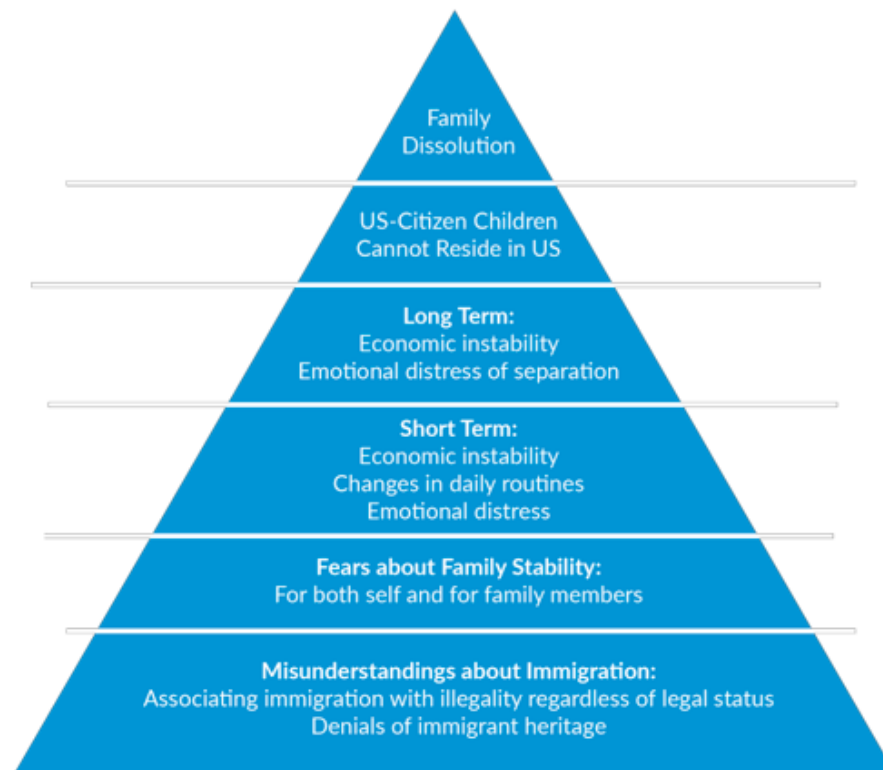 Family
Dissolution
US-Citizen Children
Cannot Reside in US
Long Term:
Economic instability
Emotional distress of separation
Short Term:
Economic instability
Changes in daily routines
Emotional distress
Fears about Family Stability:
For both self and for family members
Misunderstandings about Immigration:
Associating immigration with illegality regardless of legal status
Denials of immigrant heritage